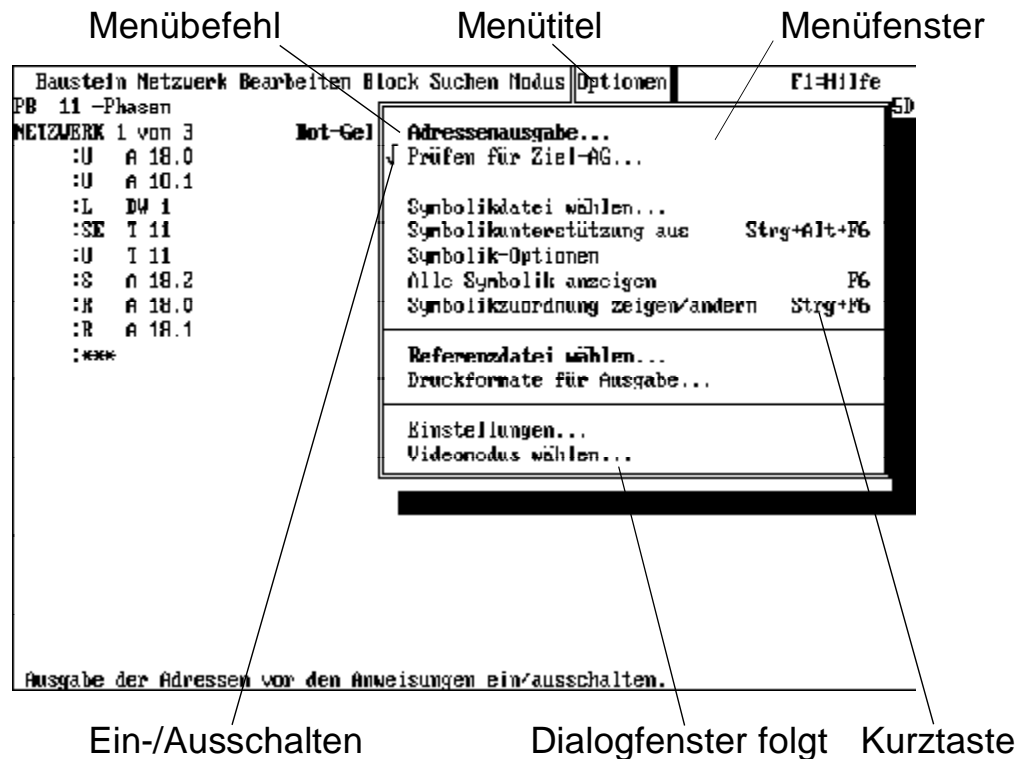 Menübefehl Menütitel Menüfenster
Baustein Netzwerk Bearbeiten Block Suchen Modus Optionen F1=Hilfe
PB 11 -Phasen SD
NETZWERK 1 von 3 Not-Gel Adressenausgabe...
:U A 18.0 √ Prüfen für Ziel-AG...
:U A 10.1
:L DW 1 Symbolikdatei wählen...
:SE T 11 Symbolikunterstützung aus Strg+Alt+F6
:U T 11 Symbolik-Optionen
:S A 18.2 Alle Symbolik anzeigen F6
:R A 18.0 Symbolikzuordnung zeigen/ändern Strg+F6
:R A 18.1
:*** Referenzdatei wählen...
Druckformate für Ausgabe...
Einstellungen...
Videomodus wählen...
Ausgabe der Adressen vor den Anweisungen ein/ausschalten.
Ein-/Ausschalten Dialogfenster folgt Kurztaste